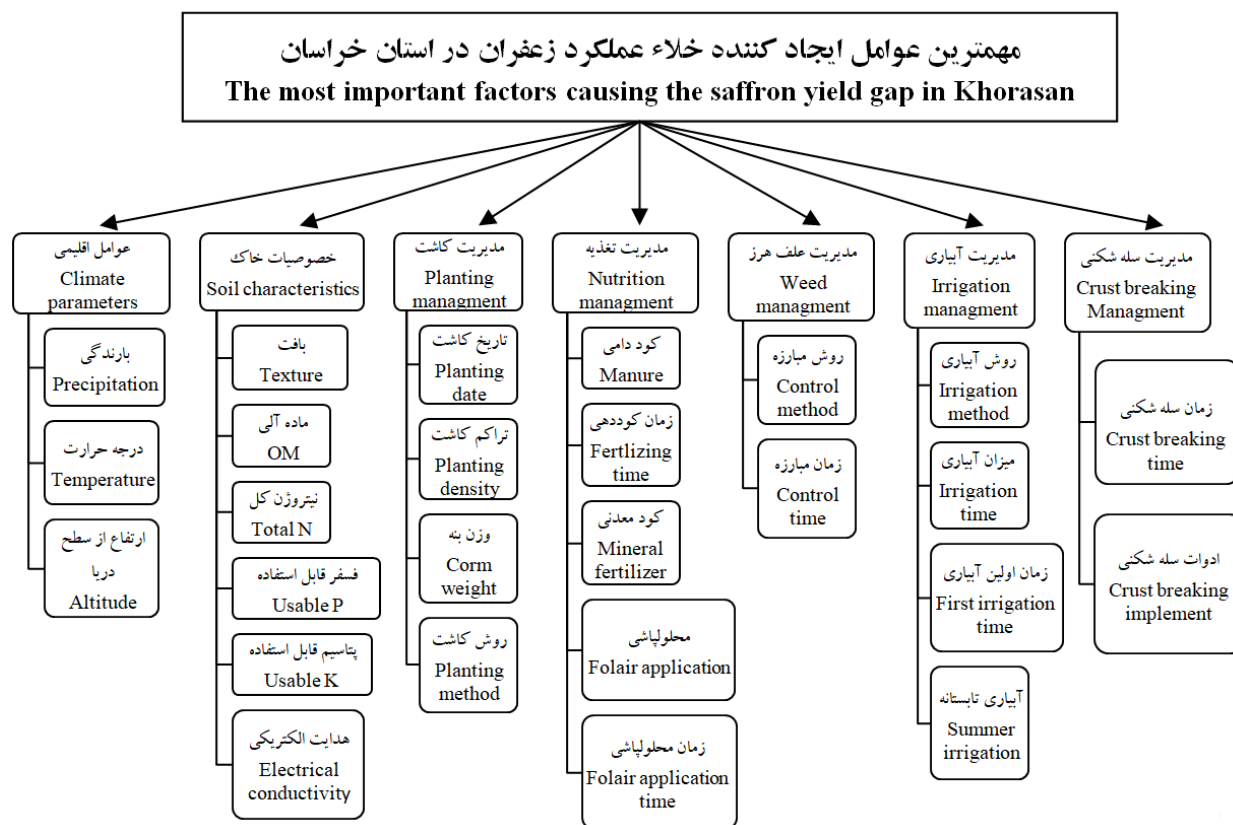 مهمترین عوامل ایجاد کننده خلاء عملکرد زعفران در استان خراسان
The most important factors causing the saffron yield gap in Khorasan
عوامل اقلیمی
Climate
parameters
بارندگی
Precipitation
درجه حرارت
Temperature
ارتفاع از سطح
دریا
Altitude
خصوصیات خاک
Soil characteristics
بافت
Texture
ماده آلی
OM
نیتروژن کل
Total N
فسفر قابل استفاده
Usable P
پتاسیم قابل استفاده
Usable K
هدایت الکتریکی
Electrical
conductivity
مدیریت کاشت
Planting
managment
تاریخ کاشت
Planting
date
تراکم کاشت
Planting
density
وزن بنه
Corm
weight
روش کاشت
Planting
method
مدیریت تغذیه
Nutrition
managment
کود دامی
Manure
زمان کوددهی
Fertlizing
time
کود معدنی
Mineral
fertilizer
محلولپاشی
Folair application
زمان محلولپاشی
Folair application
time
مدیریت علف هرز
Weed
managment
روش مبارزه
Control
method
زمان مبارزه
Control
time
مدیریت آبیاری
Irrigation
managment
روش آبیاری
Irrigation
method
میزان آبیاری
Irrigation
time
زمان اولین آبیاری
First irrigation
time
آبیاری تابستانه
Summer
irrigation
مدیریت سله شکنی
Crust breaking
Managment
زمان سله شکنی
Crust breaking
time
ادوات سله شکنی
Crust breaking
implement